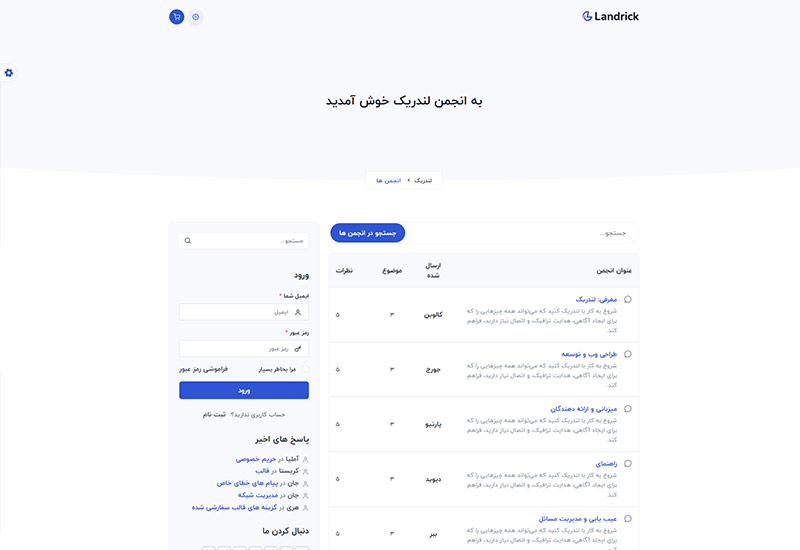 Landrick
به انجمن لندریک خوش آمدید
لندریک > انجمن ها
جستجو...
جستجو در انجمن ها
عنوان انجمن ارسال شده موضوع نظرات
معرفی: لندریک
شروع به کار با لندریک کنید که می‌تواند همه چیزهایی را که
برای ایجاد آگاهی، هدایت ترافیک، و اتصال نیاز دارید، فراهم
کند.
کالوین ۳ ۵
طراحی وب و توسعه
شروع به کار با لندریک کنید که می‌تواند همه چیزهایی را که
برای ایجاد آگاهی، هدایت ترافیک، و اتصال نیاز دارید، فراهم
کند.
جورج ۳ ۵
میزبانی و ارائه دهندگان
شروع به کار با لندریک کنید که می‌تواند همه چیزهایی را که
برای ایجاد آگاهی، هدایت ترافیک، و اتصال نیاز دارید، فراهم
کند.
پارتیو ۳ ۵
راهنمای
شروع به کار با لندریک کنید که می‌تواند همه چیزهایی را که
برای ایجاد آگاهی، هدایت ترافیک، و اتصال نیاز دارید، فراهم
کند.
دیوید ۳ ۵
عیب یابی و مدیریت مسائل
شروع به کار با لندریک کنید که می‌تواند همه چیزهایی را که
برای ایجاد آگاهی، هدایت ترافیک، و اتصال نیاز دارید، فراهم
ببر ۳ ۵
جستجو...
ورود
ایمیل شما *
ایمیل
رمز عبور *
رمز عبور
مرا بخاطر بسپار فراموشی رمز عبور
ورود
حساب کاربری ندارید؟ ثبت نام
پاسخ های اخیر
آملیا در حریم خصوصی
کریستا در قالب
جان در پیام های خطای خاص
جان در مدیریت شبکه
هری در گزینه های قالب سفارشی شده
دنبال کردن ما